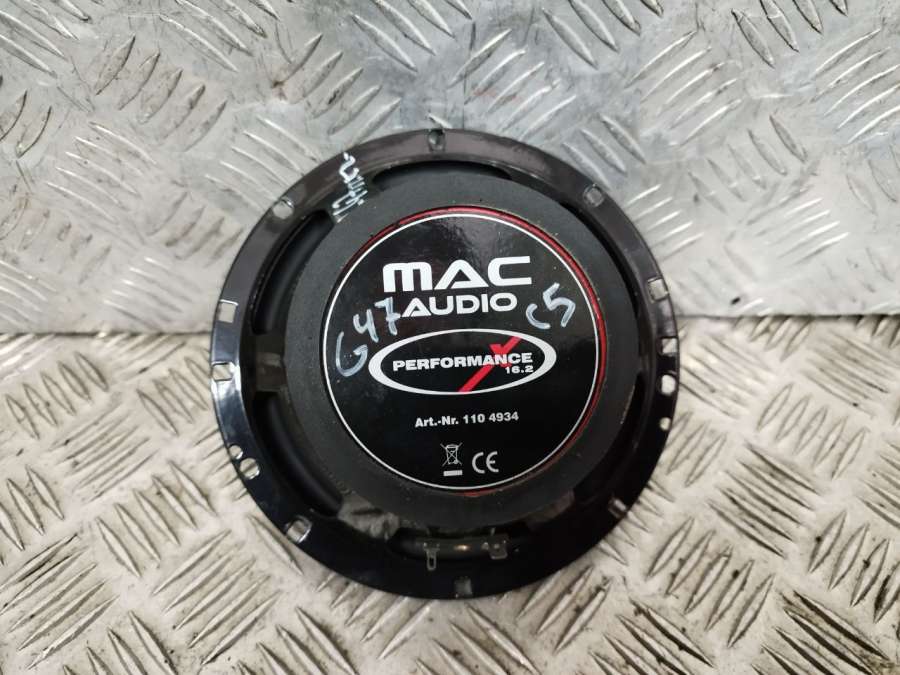 mAC
AUDIO
G47
C5
PERFORMANCE X
16.2
Art.-Nr. 110 4934
CE